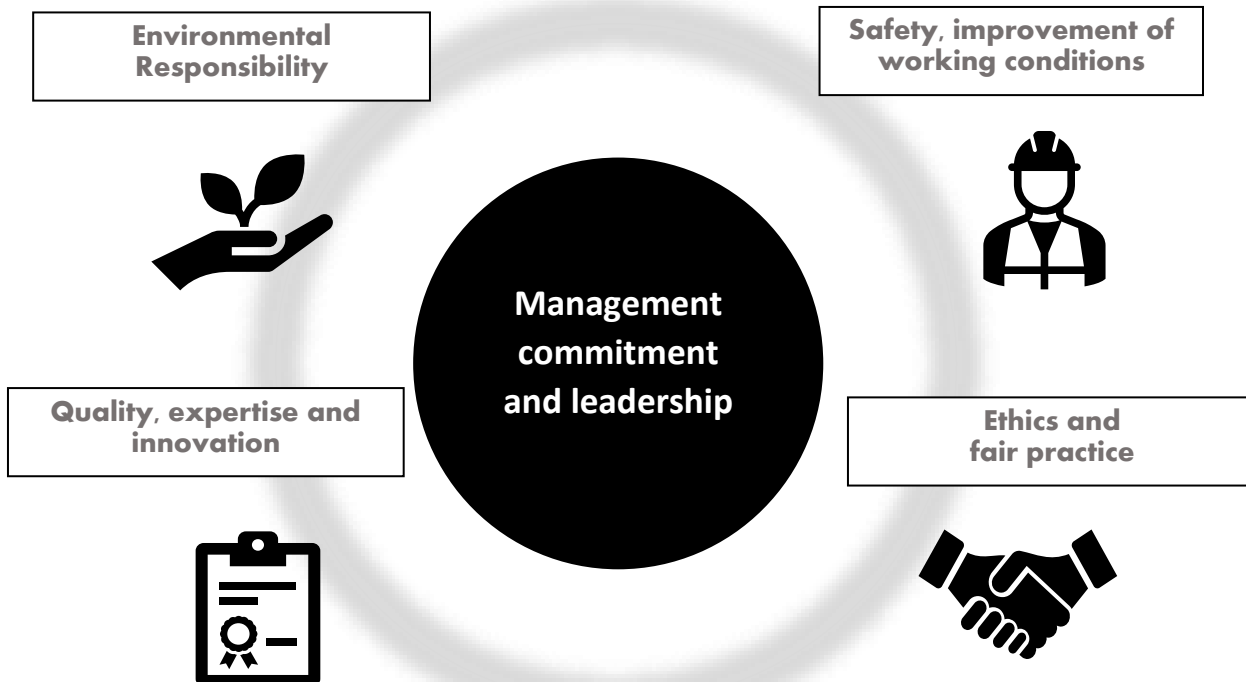 Environmental
Responsibility
Safety, improvement of
working conditions
Management
commitment
and leadership
Quality, expertise and
innovation
Ethics and
fair practice